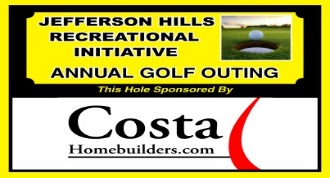 JEFFERSON HILLS
RECREATIONAL
INITIATIVE
ANNUAL GOLF OUTING
This Hole Sponsored By
Costa
Homebuilders.com